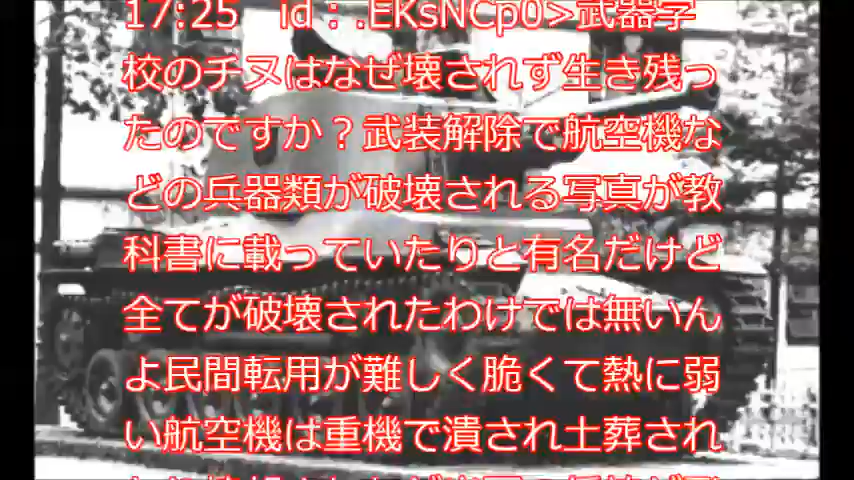 17:25　id：.EKsNCp0>武器学
校のチヌはなぜ壊されず生き残っ
たのですか？武装解除で航空機な
どの兵器類が破壊される写真が教
科書に載っていたりと有名だけど
全てが破壊されたわけでは無いん
よ民間転用が難しく脆くて熱に弱
い航空機は重機で潰され土葬され